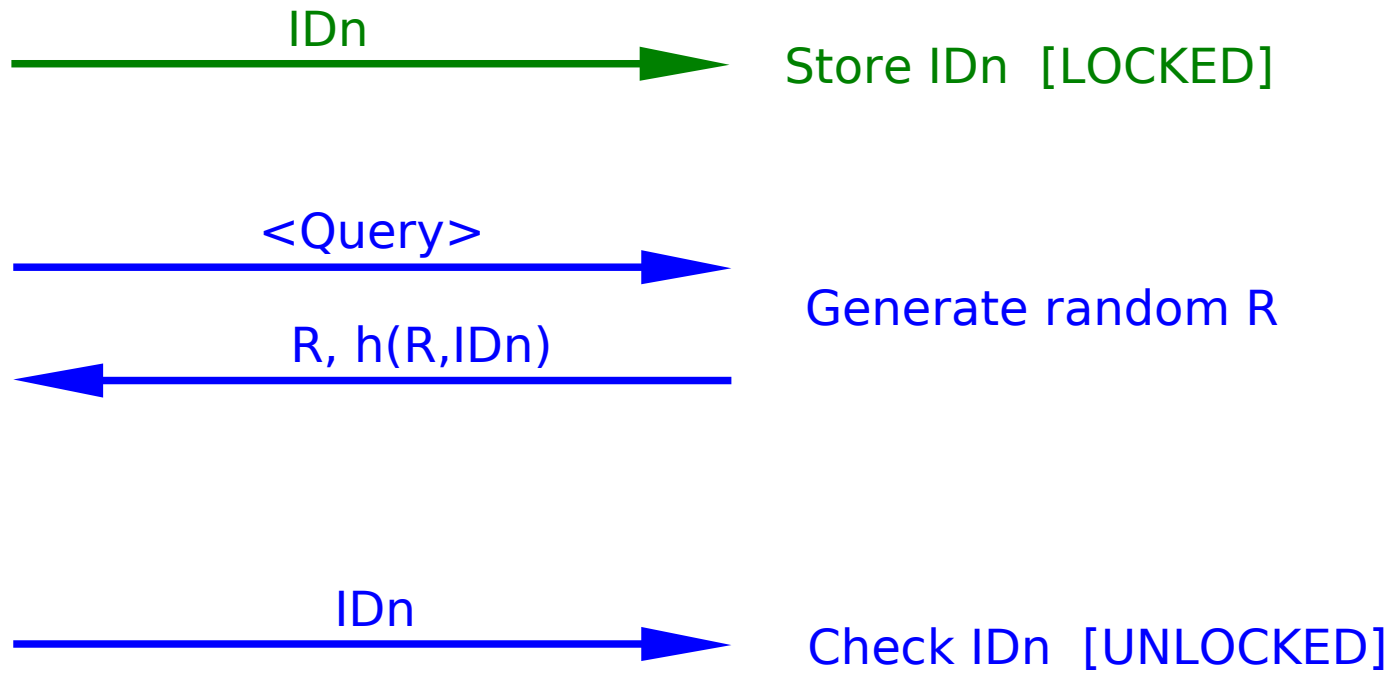 IDn
Store IDn [LOCKED]
<Query>
Generate random R
R, h(R,IDn)
IDn
Check IDn [UNLOCKED]